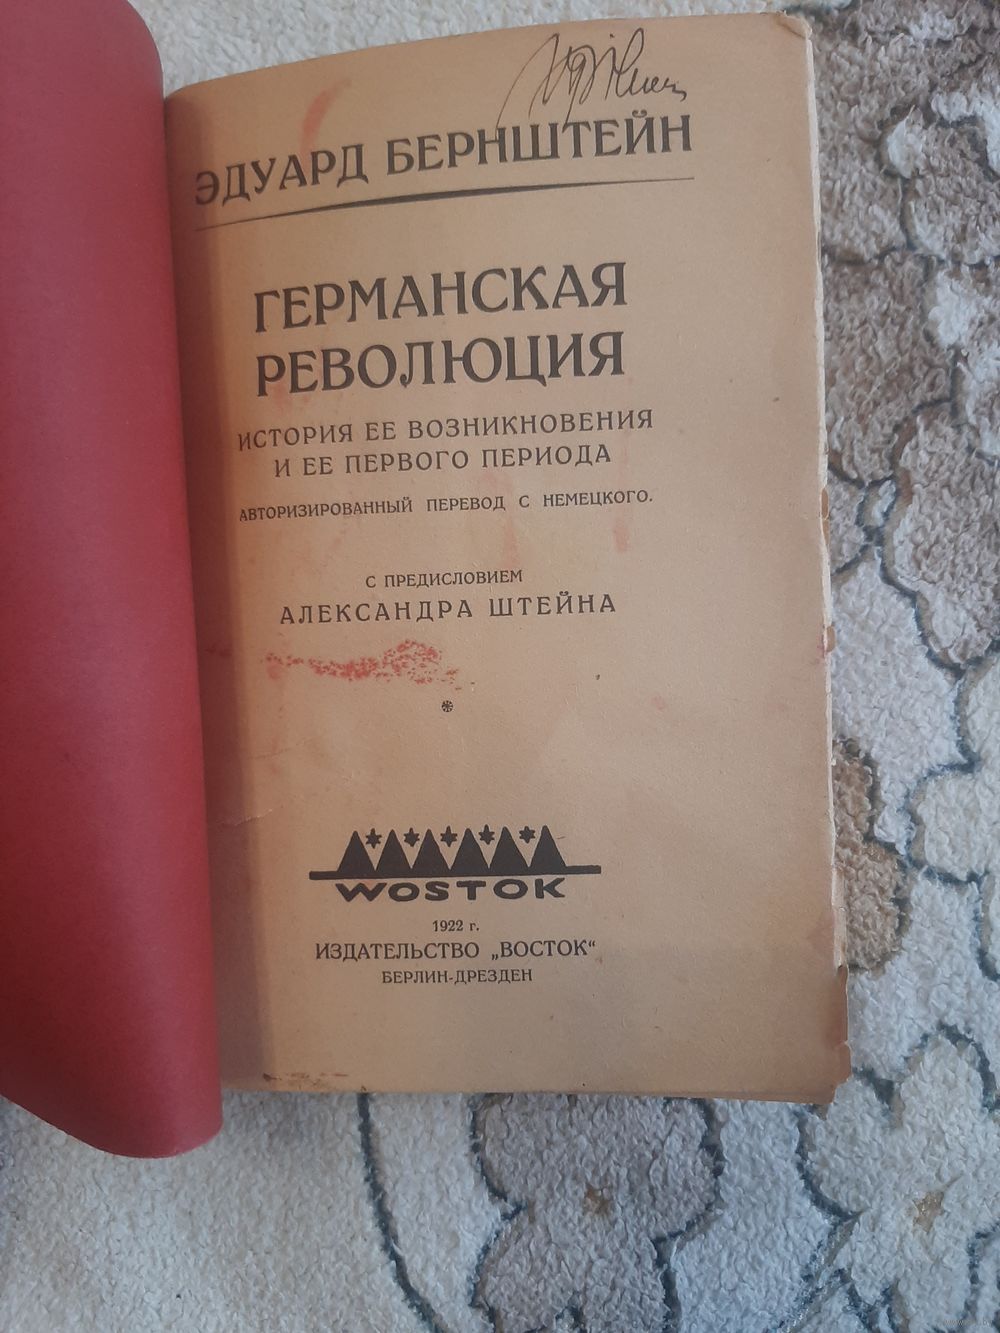 ЭДУАРД БЕРНШТЕЙН
ГЕРМАНСКАЯ
РЕВОЛЮЦИЯ
ИСТОРИЯ ЕЕ ВОЗНИКНОВЕНИЯ
И ЕЕ ПЕРВОГО ПЕРИОДА
АВТОРИЗИРОВАННЫЙ ПЕРЕВОД С НЕМЕЦКОГО.
С ПРЕДИСЛОВИЕМ
АЛЕКСАНДРА ШТЕЙНА
WOSTOK
1922 г.
ИЗДАТЕЛЬСТВО „ВОСТОК“
БЕРЛИН-ДРЕЗДЕН